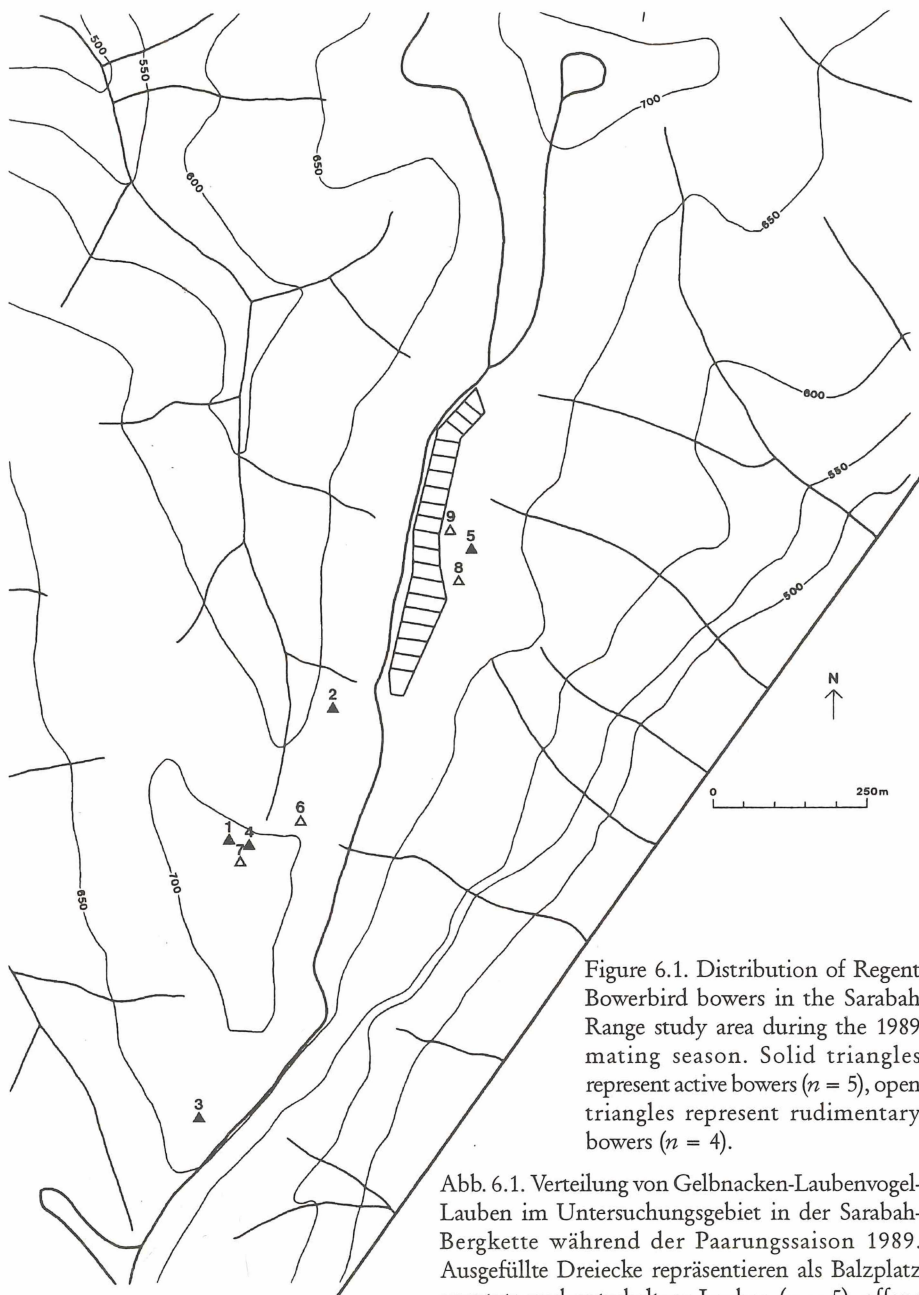 500
550
600
650
700
650
600
550
500
9
5
8
N
0 250m
2
6
1 4
7
700
650
3
Figure 6.1. Distribution of Regent
Bowerbird bowers in the Sarabah
Range study area during the 1989
mating season. Solid triangles
represent active bowers (n = 5), open
triangles represent rudimentary
bowers (n = 4).
Abb. 6.1. Verteilung von Gelbnacken-Laubenvogel-
Lauben im Untersuchungsgebiet in der Sarabah-
Bergkette während der Paarungssaison 1989.
Ausgefüllte Dreiecke repräsentieren als Balzplatz